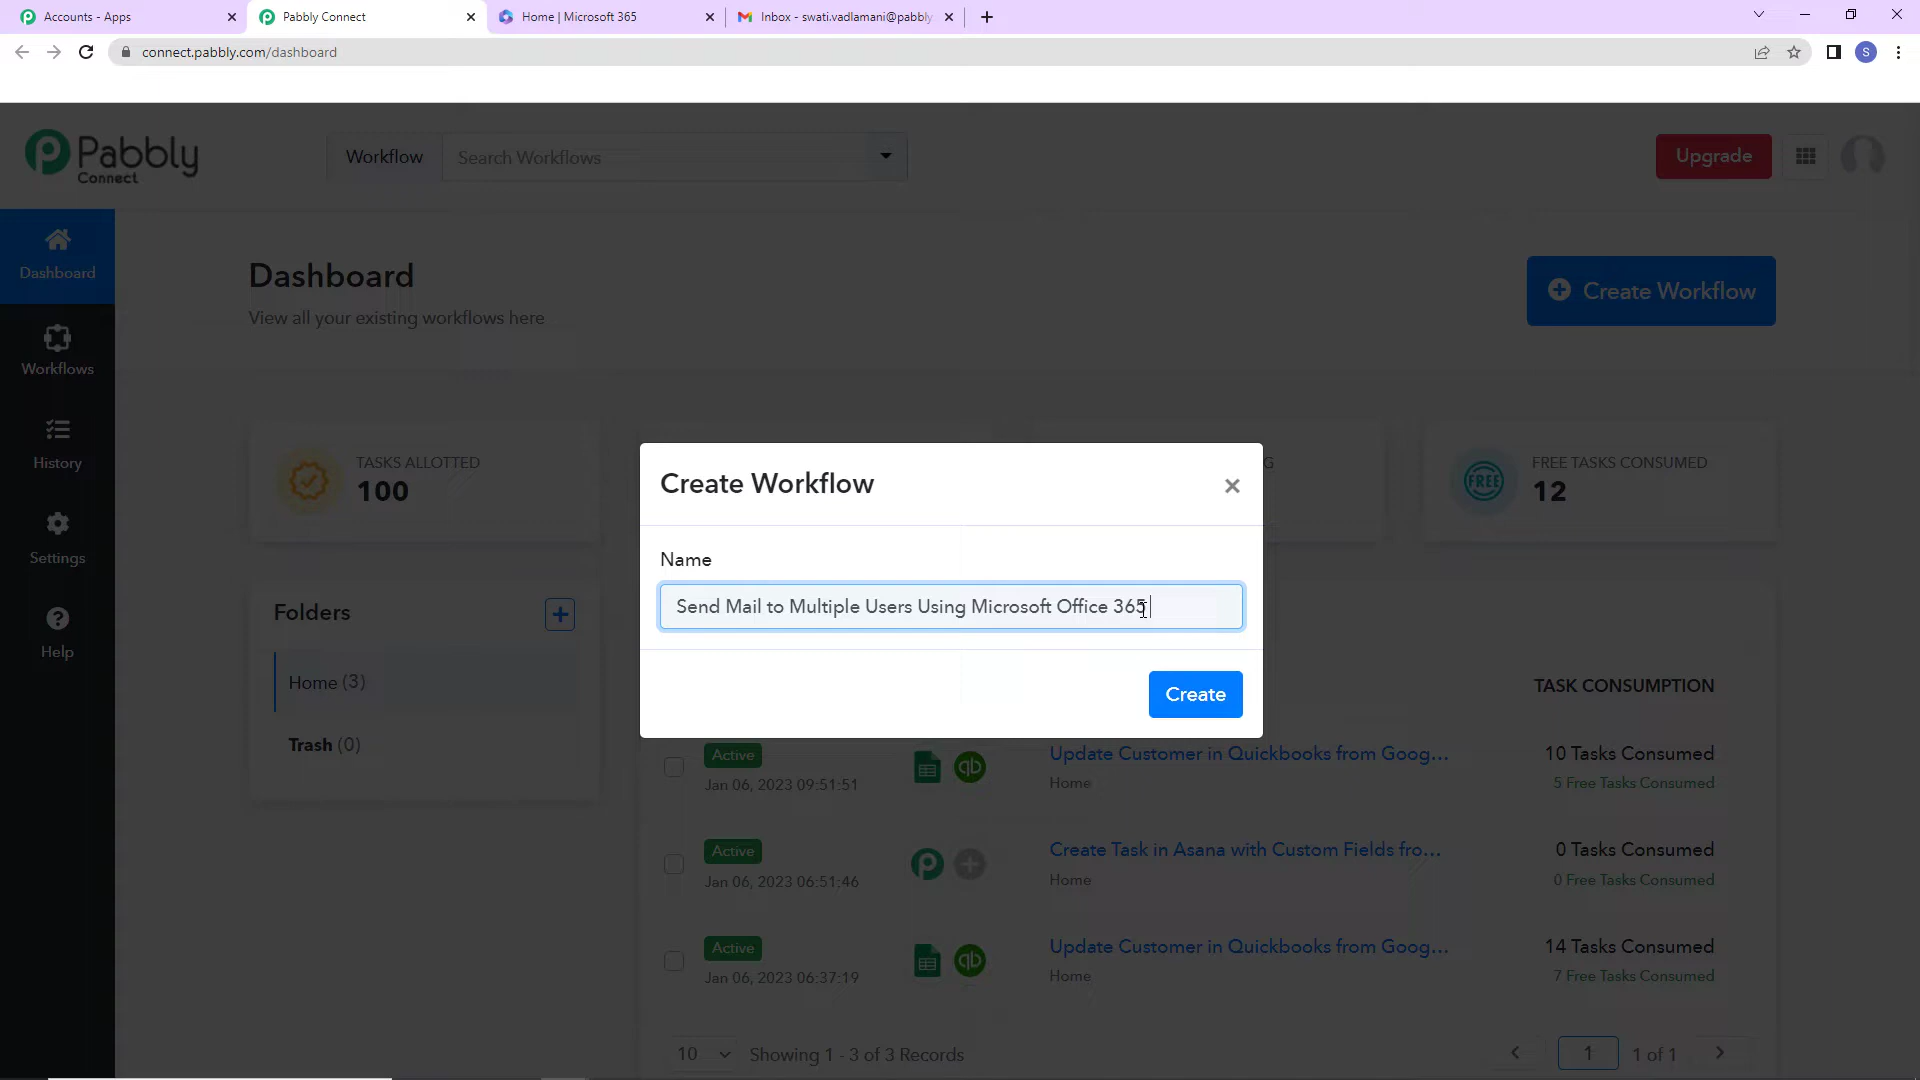 Accounts - Apps
Pabbly Connect
Home | Microsoft 365
Inbox - swati.vadlamani@pabbly
connect.pabbly.com/dashboard
S
Pabbly
Connect
Workflow
Search Workflows
Upgrade
Dashboard
Workflows
History
Settings
Help
Dashboard
View all your existing workflows here
Create Workflow
TASKS ALLOTTED
100
G
FREE
FREE TASKS CONSUMED
12
Create Workflow
×
Name
Send Mail to Multiple Users Using Microsoft Office 365
Create
Folders
+
Home (3)
Trash (0)
TASK CONSUMPTION
Active
Jan 06, 2023 09:51:51
qb
Update Customer in Quickbooks from Goog...
Home
10 Tasks Consumed
5 Free Tasks Consumed
Active
Jan 06, 2023 06:51:46
Create Task in Asana with Custom Fields fro...
Home
0 Tasks Consumed
0 Free Tasks Consumed
Active
Jan 06, 2023 06:37:19
qb
Update Customer in Quickbooks from Goog...
Home
14 Tasks Consumed
7 Free Tasks Consumed
10
Showing 1 - 3 of 3 Records
1
1 of 1